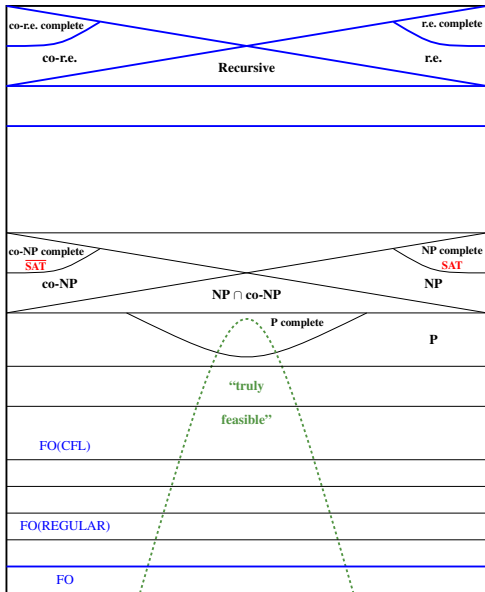 co-r.e. complete
r.e. complete
co-r.e.
Recursive
r.e.
co-NP complete
NP complete
S̅A̅T̅
SAT
co-NP
NP
NP ∩ co-NP
P complete
P
“truly
feasible”
FO(CFL)
FO(REGULAR)
FO